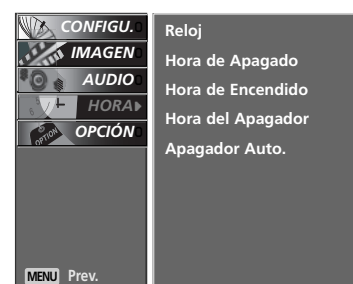 CONFIGU.
IMAGEN
AUDIO
HORA
OPCIÓN
OPTION
MENU Prev.
Reloj
Hora de Apagado
Hora de Encendido
Hora del Apagador
Apagador Auto.